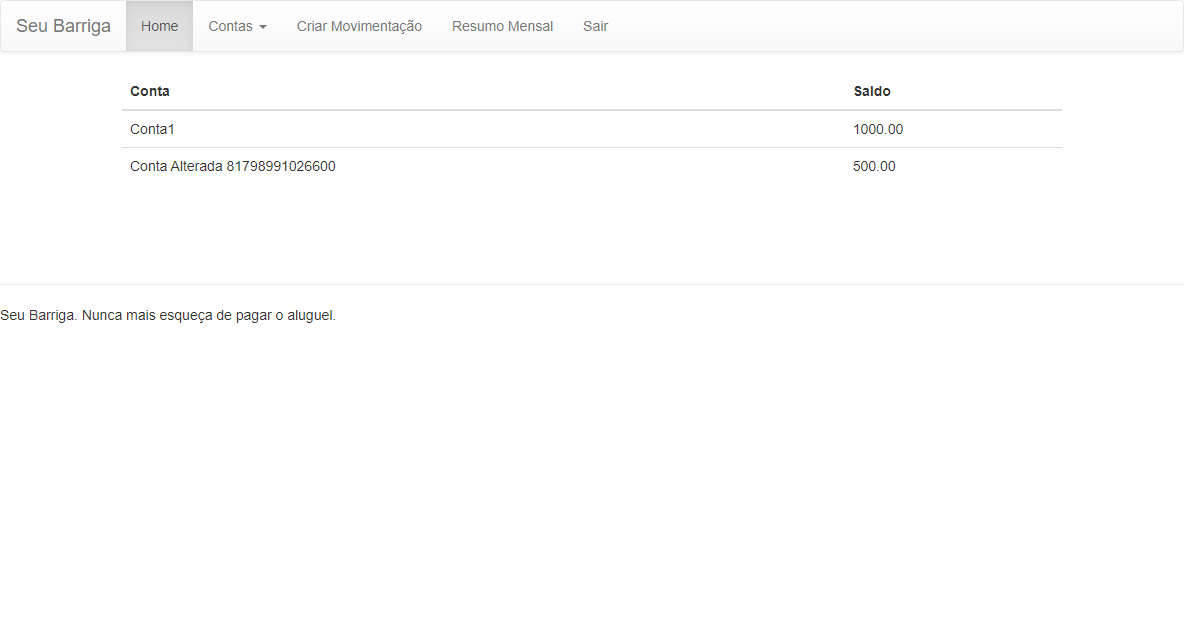 Seu Barriga Home Contas Criar Movimentação Resumo Mensal Sair
Conta Saldo
Conta1 1000.00
Conta Alterada 81798991026600 500.00
Seu Barriga. Nunca mais esqueça de pagar o aluguel.